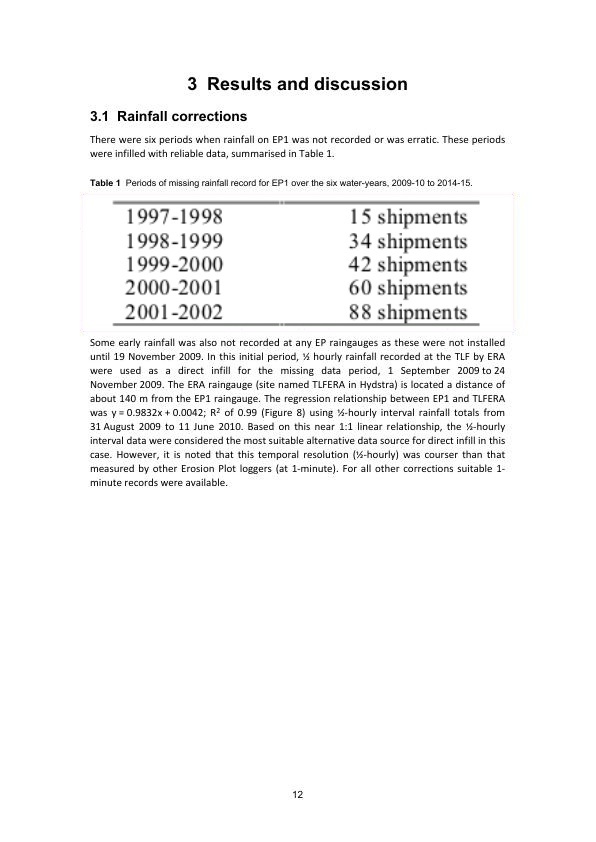 3 Results and discussion
3.1 Rainfall corrections
There were six periods when rainfall on EP1 was not recorded or was erratic. These periods
were infilled with reliable data, summarised in Table 1.
Table 1 Periods of missing rainfall record for EP1 over the six water-years, 2009-10 to 2014-15.
1997-1998 15 shipments
1998-1999 34 shipments
1999-2000 42 shipments
2000-2001 60 shipments
2001-2002 88 shipments
Some early rainfall was also not recorded at any EP raingauges as these were not installed
until 19 November 2009. In this initial period, ½ hourly rainfall recorded at the TLF by ERA
were used as a direct infill for the missing data period, 1 September 2009 to 24
November 2009. The ERA raingauge (site named TLFERA in Hydstra) is located a distance of
about 140 m from the EP1 raingauge. The regression relationship between EP1 and TLFERA
was y = 0.9832x + 0.0042; R² of 0.99 (Figure 8) using ½-hourly interval rainfall totals from
31 August 2009 to 11 June 2010. Based on this near 1:1 linear relationship, the ½-hourly
interval data were considered the most suitable alternative data source for direct infill in this
case. However, it is noted that this temporal resolution (½-hourly) was courser than that
measured by other Erosion Plot loggers (at 1-minute). For all other corrections suitable 1-
minute records were available.
12